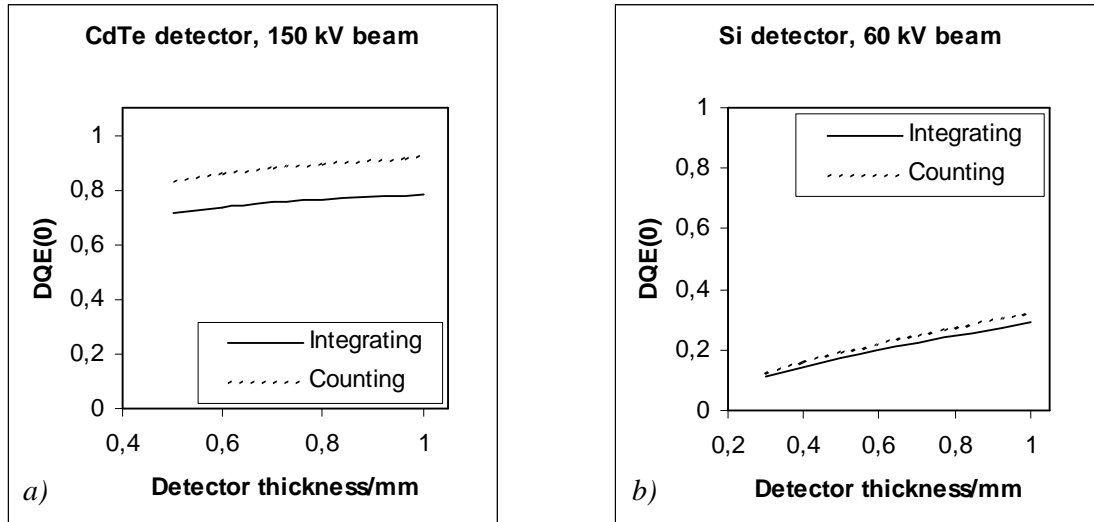 CdTe detector, 150 kV beam
DQE(0)
1
0,8
0,6
0,4
0,2
0
Integrating
Counting
0,4
0,6
0,8
1
Detector thickness/mm
a)
Si detector, 60 kV beam
DQE(0)
1
0,8
0,6
0,4
0,2
0
Integrating
Counting
0,2
0,4
0,6
0,8
1
Detector thickness/mm
b)